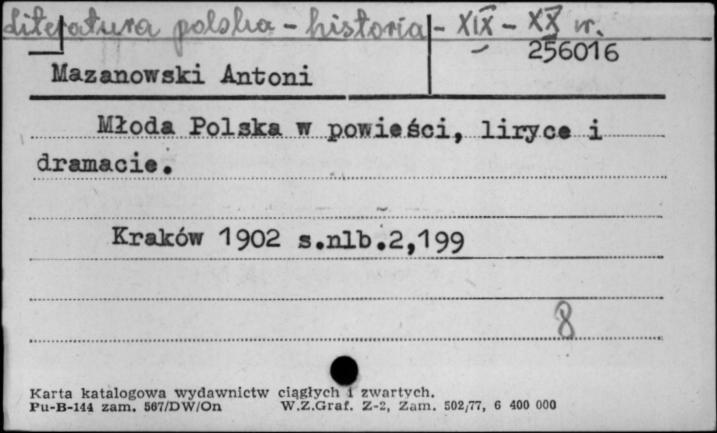 Literatura polska - historia - XIX - XX w.
256016
Mazanowski Antoni
Młoda Polska w powieści, liryce i
dramacie.
Kraków 1902 s.nlb.2,199
8
Karta katalogowa wydawnictw ciągłych i zwartych.
Pu-B-144 zam. 567/DW/On W.Z.Graf. Z-2, Zam. 502/77, 6 400 000